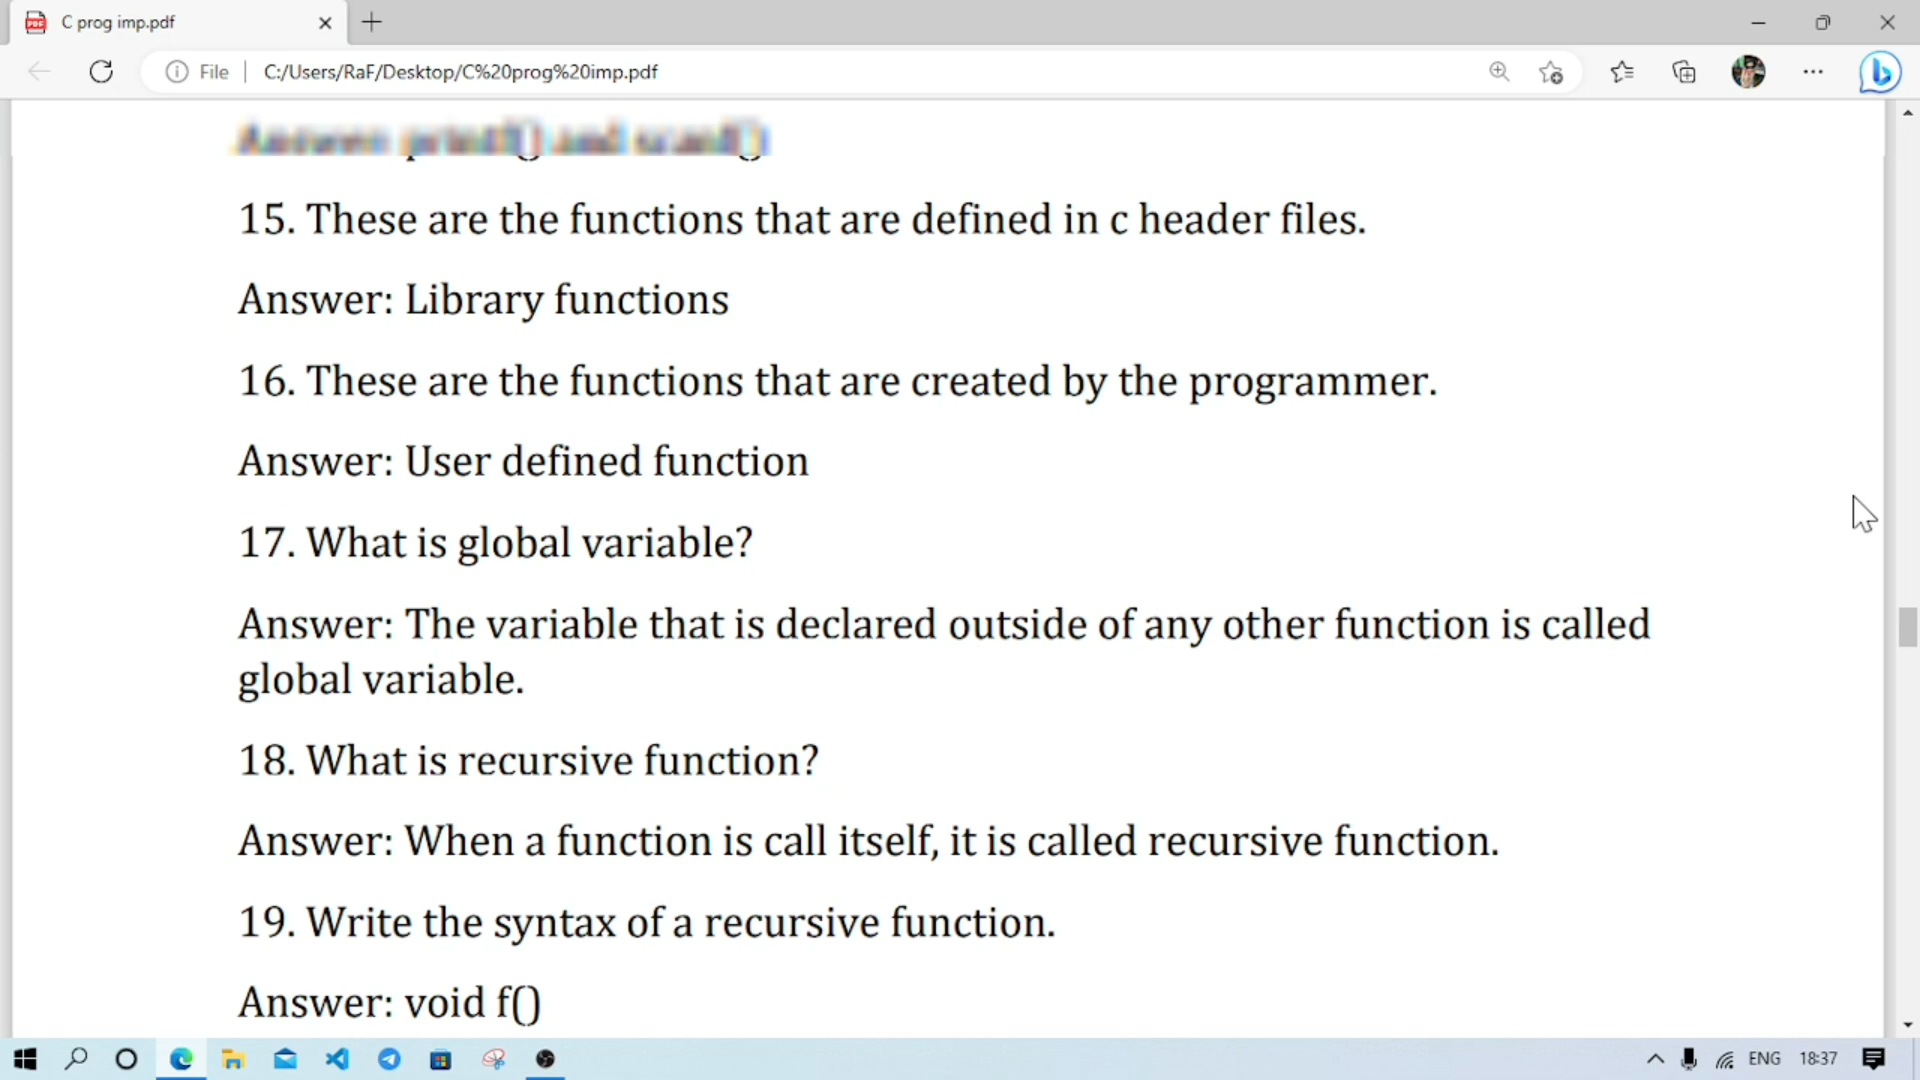 C prog imp.pdf
File
C:/Users/RaF/Desktop/C%20prog%20imp.pdf
Answer: printf() and scanf()
15. These are the functions that are defined in c header files.
Answer: Library functions
16. These are the functions that are created by the programmer.
Answer: User defined function
17. What is global variable?
Answer: The variable that is declared outside of any other function is called
global variable.
18. What is recursive function?
Answer: When a function is call itself, it is called recursive function.
19. Write the syntax of a recursive function.
Answer: void f()
ENG 18:37